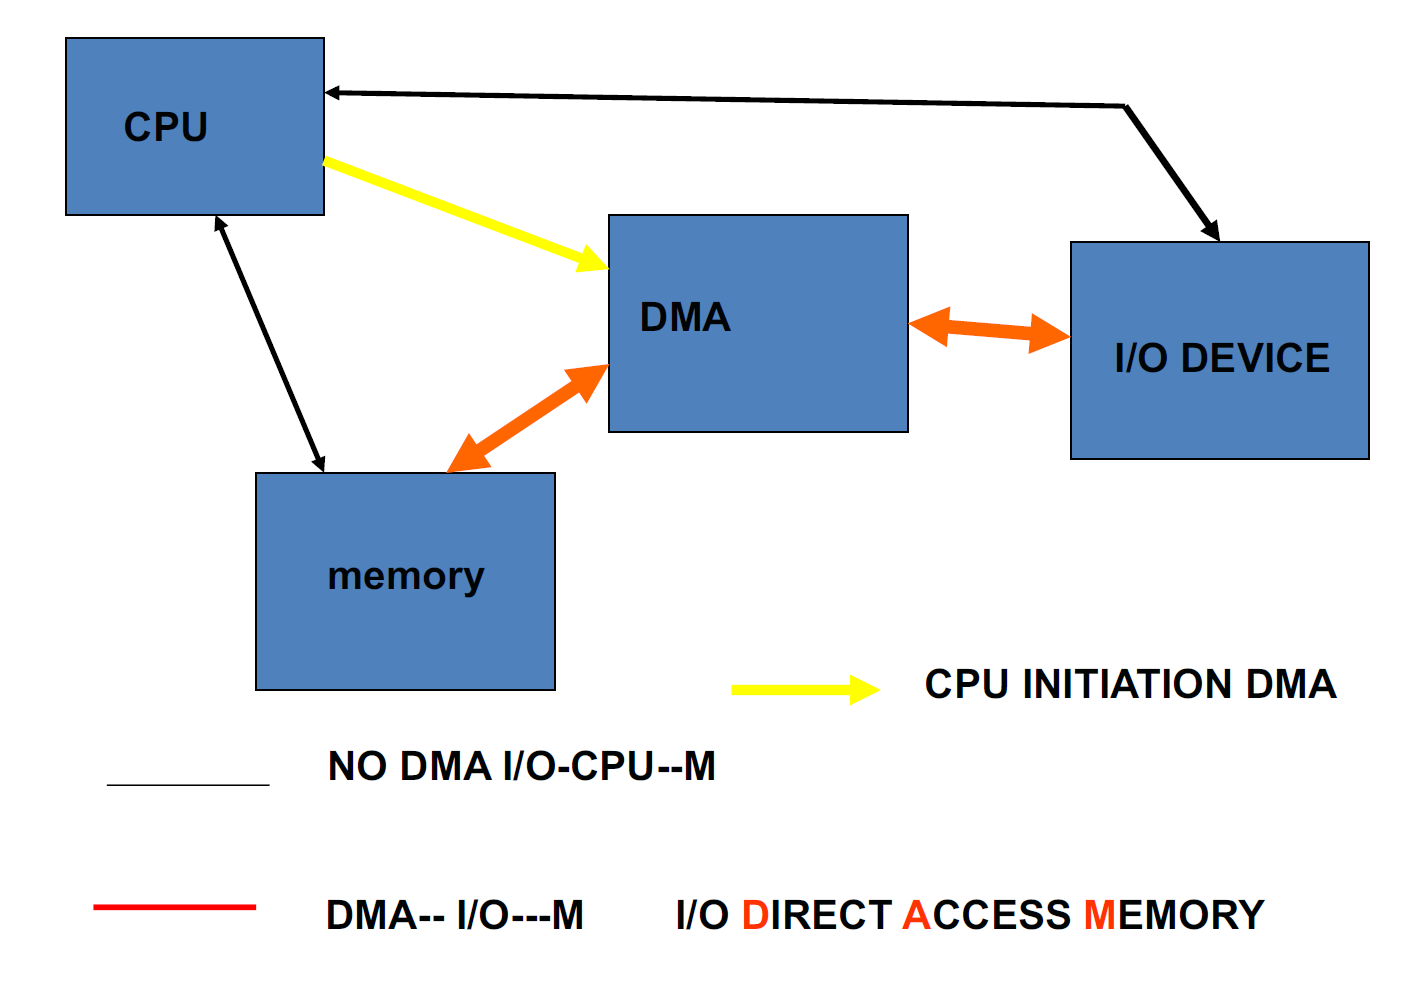 CPU
DMA
I/O DEVICE
memory
CPU INITIATION DMA
NO DMA I/O-CPU--M
DMA-- I/O---M
I/O DIRECT ACCESS MEMORY